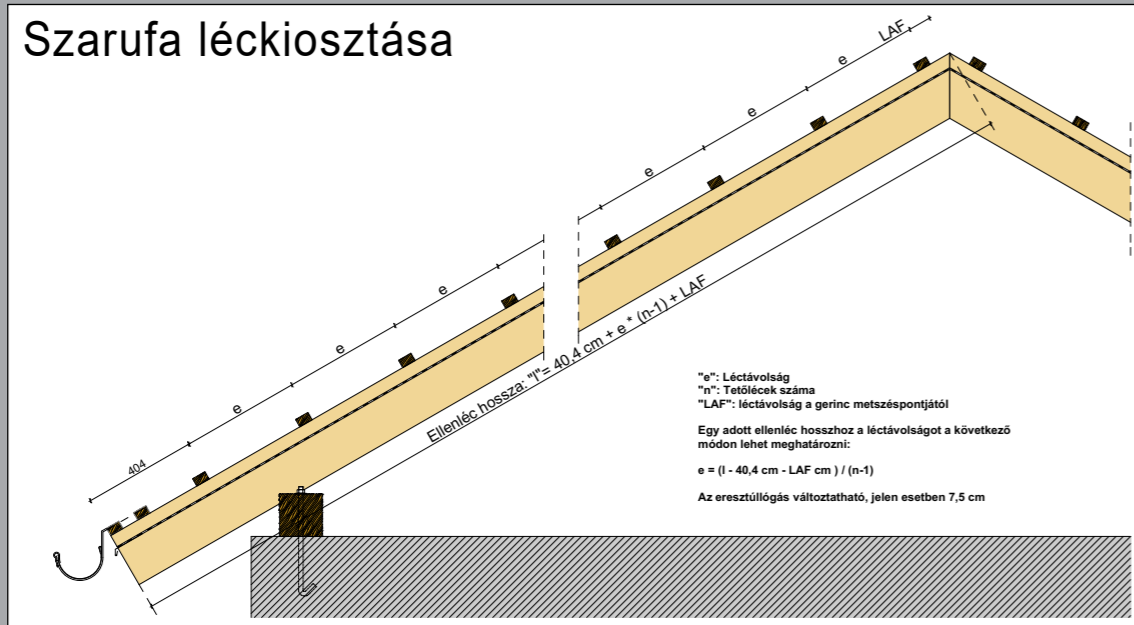 Szarufa léckiosztása
LAF
e
e
e
e
e
e
404
Ellenléc hossza: "l"= 40,4 cm + e * (n-1) + LAF
"e": Léctávolság
"n": Tetőlécek száma
"LAF": léctávolság a gerinc metszéspontjától
Egy adott ellenléc hosszhoz a léctávolságot a következő
módon lehet meghatározni:
e = (l - 40,4 cm - LAF cm ) / (n-1)
Az eresztúllógás változtatható, jelen esetben 7,5 cm